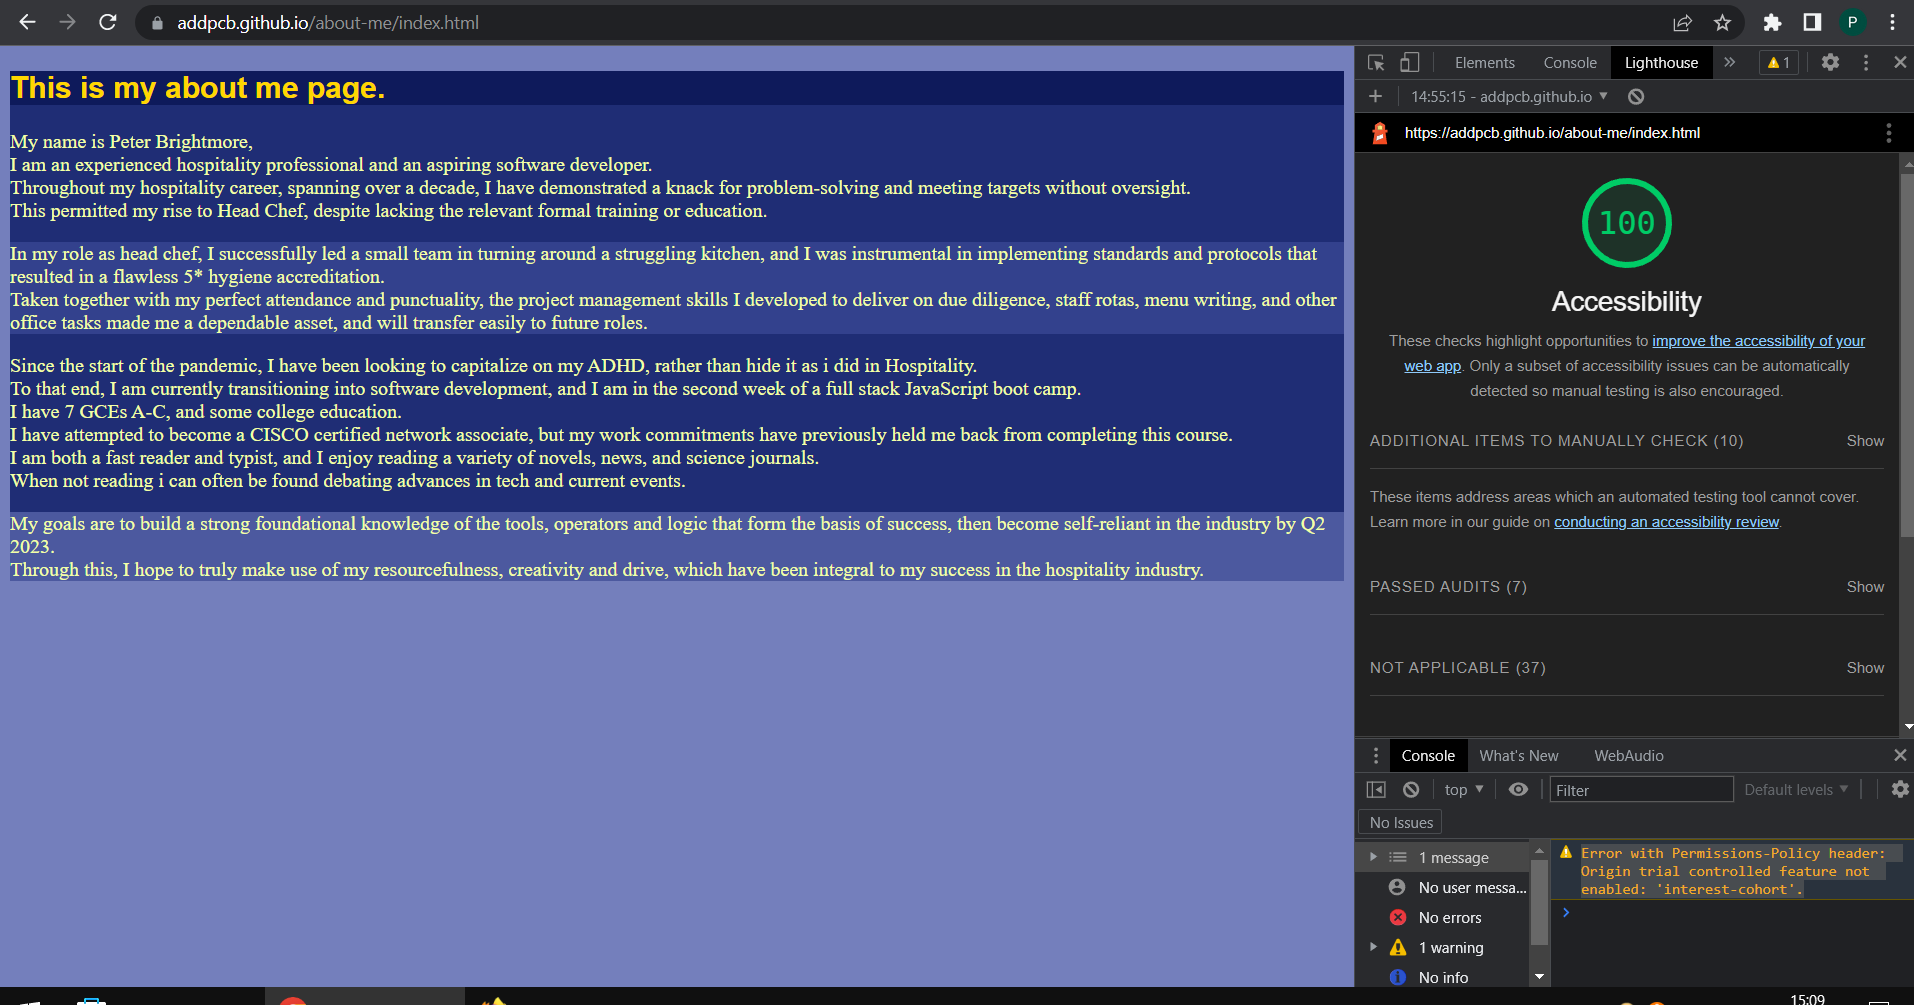 addpcb.github.io/about-me/index.html
P
This is my about me page.
My name is Peter Brightmore,
I am an experienced hospitality professional and an aspiring software developer.
Throughout my hospitality career, spanning over a decade, I have demonstrated a knack for problem-solving and meeting targets without oversight.
This permitted my rise to Head Chef, despite lacking the relevant formal training or education.
In my role as head chef, I successfully led a small team in turning around a struggling kitchen, and I was instrumental in implementing standards and protocols that
resulted in a flawless 5* hygiene accreditation.
Taken together with my perfect attendance and punctuality, the project management skills I developed to deliver on due diligence, staff rotas, menu writing, and other
office tasks made me a dependable asset, and will transfer easily to future roles.
Since the start of the pandemic, I have been looking to capitalize on my ADHD, rather than hide it as i did in Hospitality.
To that end, I am currently transitioning into software development, and I am in the second week of a full stack JavaScript boot camp.
I have 7 GCEs A-C, and some college education.
I have attempted to become a CISCO certified network associate, but my work commitments have previously held me back from completing this course.
I am both a fast reader and typist, and I enjoy reading a variety of novels, news, and science journals.
When not reading i can often be found debating advances in tech and current events.
My goals are to build a strong foundational knowledge of the tools, operators and logic that form the basis of success, then become self-reliant in the industry by Q2
2023.
Through this, I hope to truly make use of my resourcefulness, creativity and drive, which have been integral to my success in the hospitality industry.
Elements Console Lighthouse » 1
14:55:15 - addpcb.github.io
https://addpcb.github.io/about-me/index.html
100
Accessibility
These checks highlight opportunities to improve the accessibility of your
web app. Only a subset of accessibility issues can be automatically
detected so manual testing is also encouraged.
ADDITIONAL ITEMS TO MANUALLY CHECK (10) Show
These items address areas which an automated testing tool cannot cover.
Learn more in our guide on conducting an accessibility review.
PASSED AUDITS (7) Show
NOT APPLICABLE (37) Show
Console What's New WebAudio
top Filter Default levels
No Issues
1 message
No user messa...
No errors
1 warning
No info
Error with Permissions-Policy header:
Origin trial controlled feature not
enabled: 'interest-cohort'.
15:09